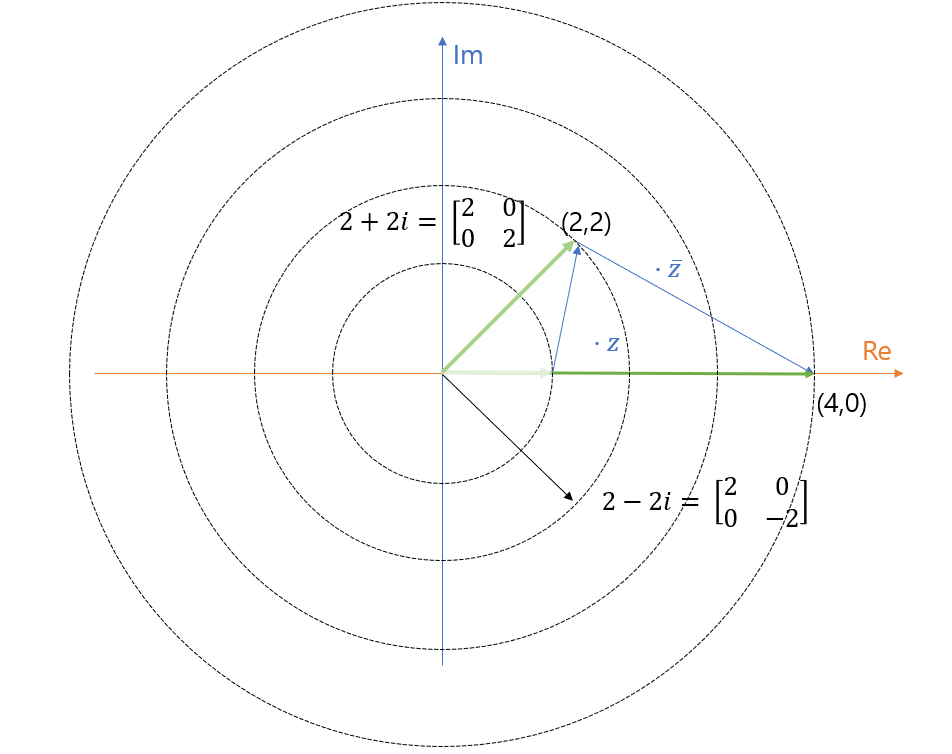 Im
2 + 2i = [2 0
0 2]
(2,2)
· z̄
· z
Re
(4,0)
2 − 2i = [2 0
0 −2]